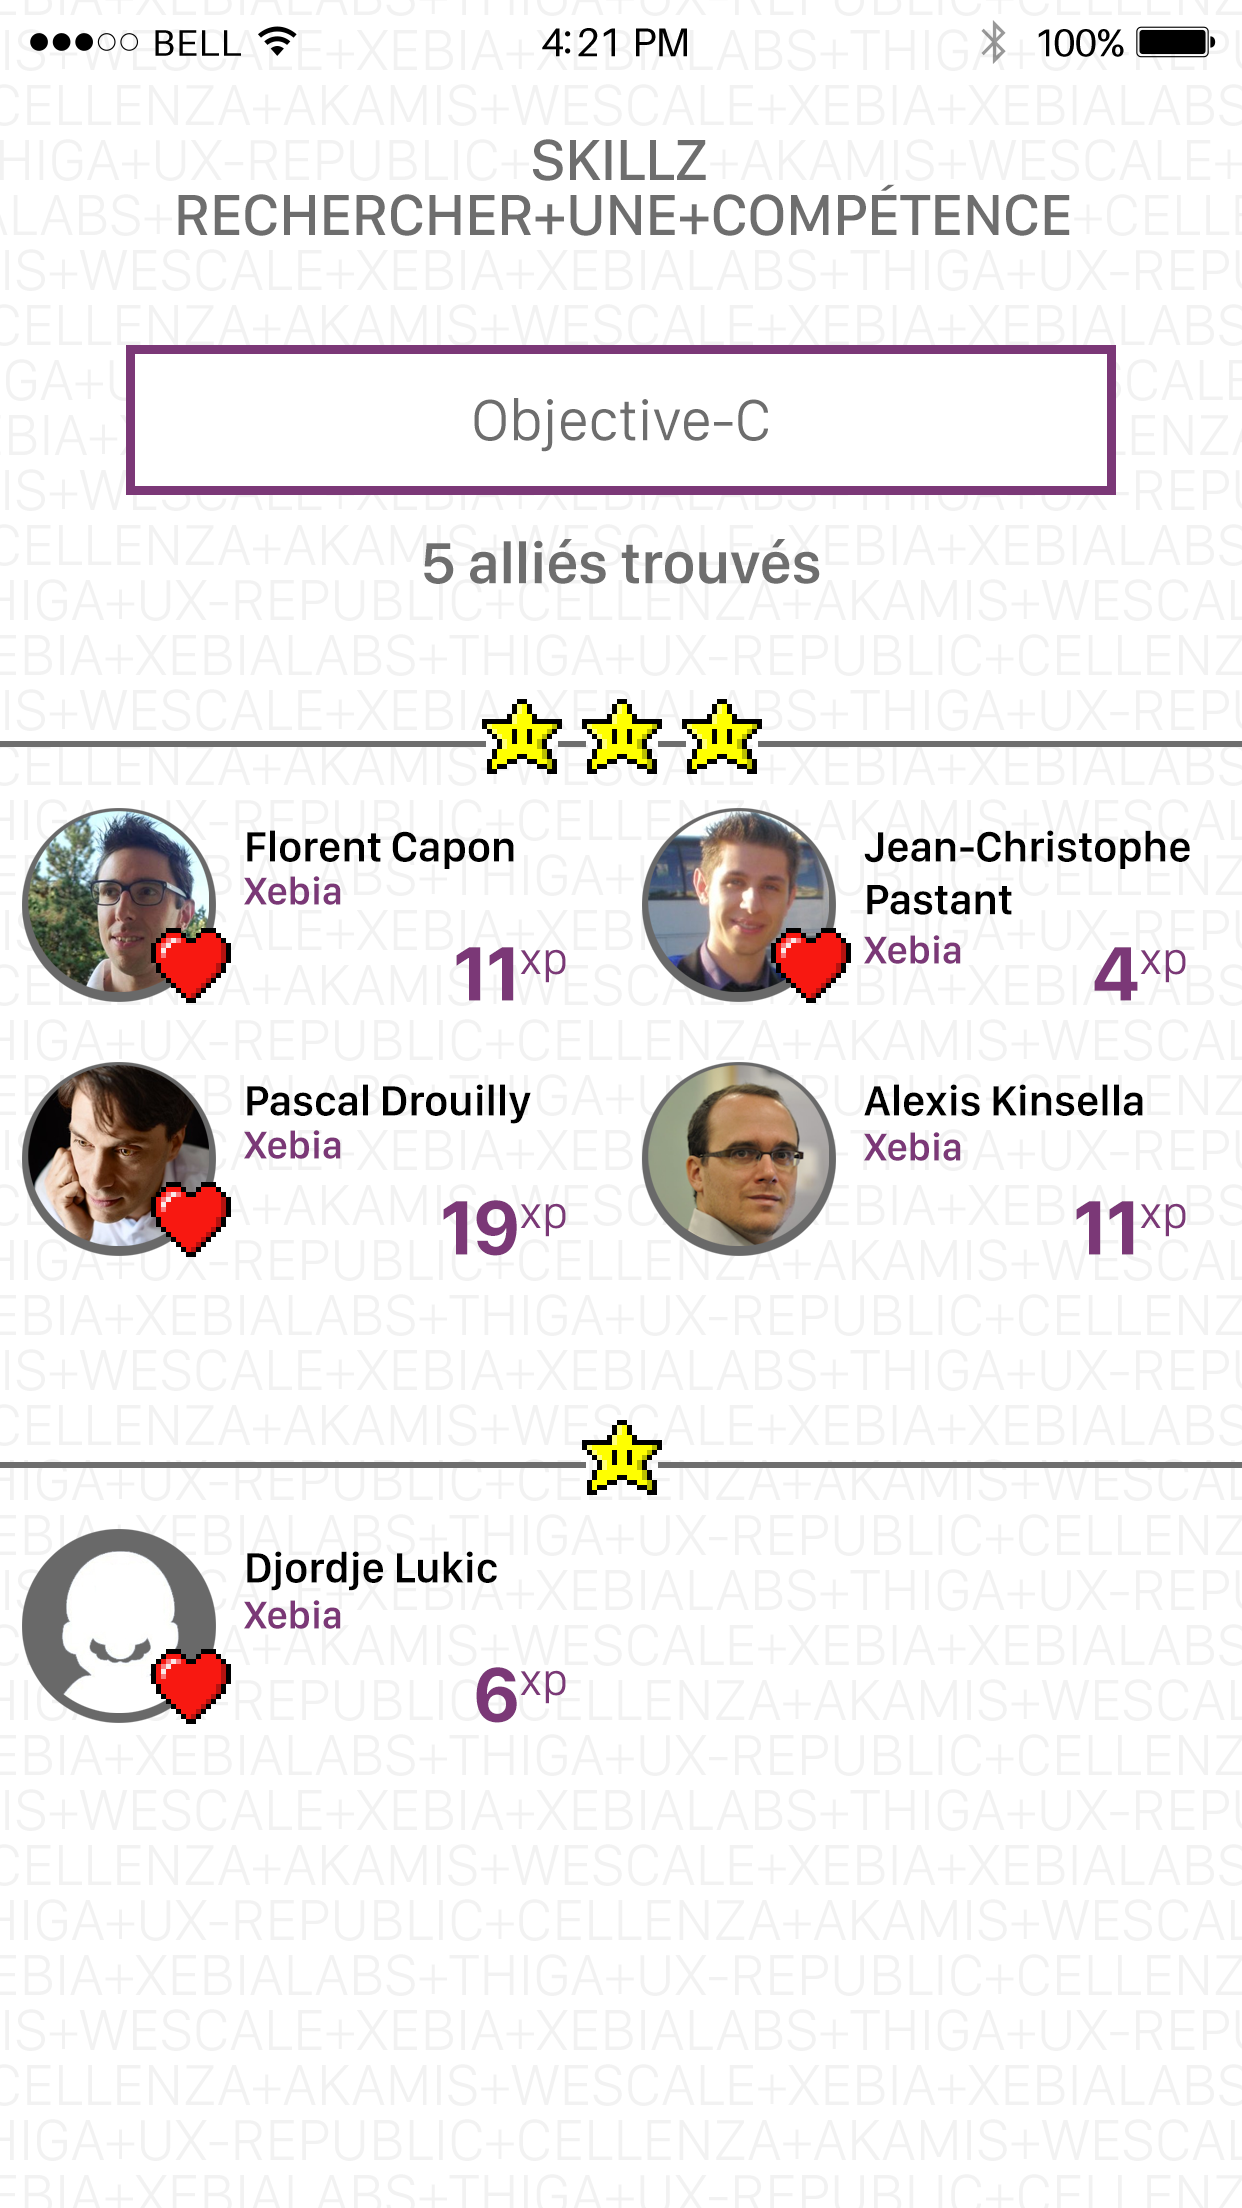 BELL 4:21 PM 100%
SKILLZ
RECHERCHER+UNE+COMPÉTENCE
Objective-C
5 alliés trouvés
Florent Capon
Xebia
11xp
Jean-Christophe
Pastant
Xebia
4xp
Pascal Drouilly
Xebia
19xp
Alexis Kinsella
Xebia
11xp
Djordje Lukic
Xebia
6xp